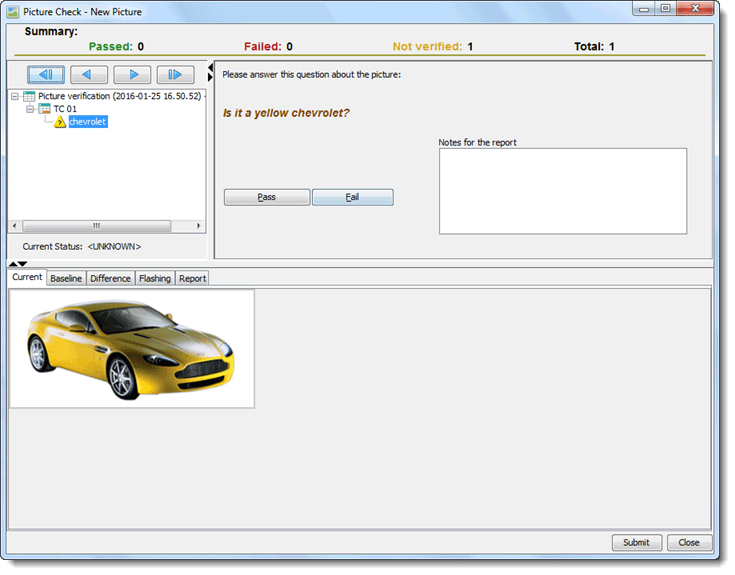 Picture Check - New Picture
Summary:
Passed: 0 Failed: 0 Not verified: 1 Total: 1
Please answer this question about the picture:
Picture verification (2016-01-25 16.50.52) -
TC 01
chevrolet
Is it a yellow chevrolet?
Notes for the report
Pass Fail
Current Status: <UNKNOWN>
Current Baseline Difference Flashing Report
Submit Close